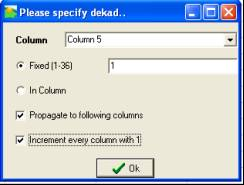 Please specify dekad..
Column Column 5
Fixed (1-36) 1
In Column
Propagate to following columns
Increment every column with 1
Ok